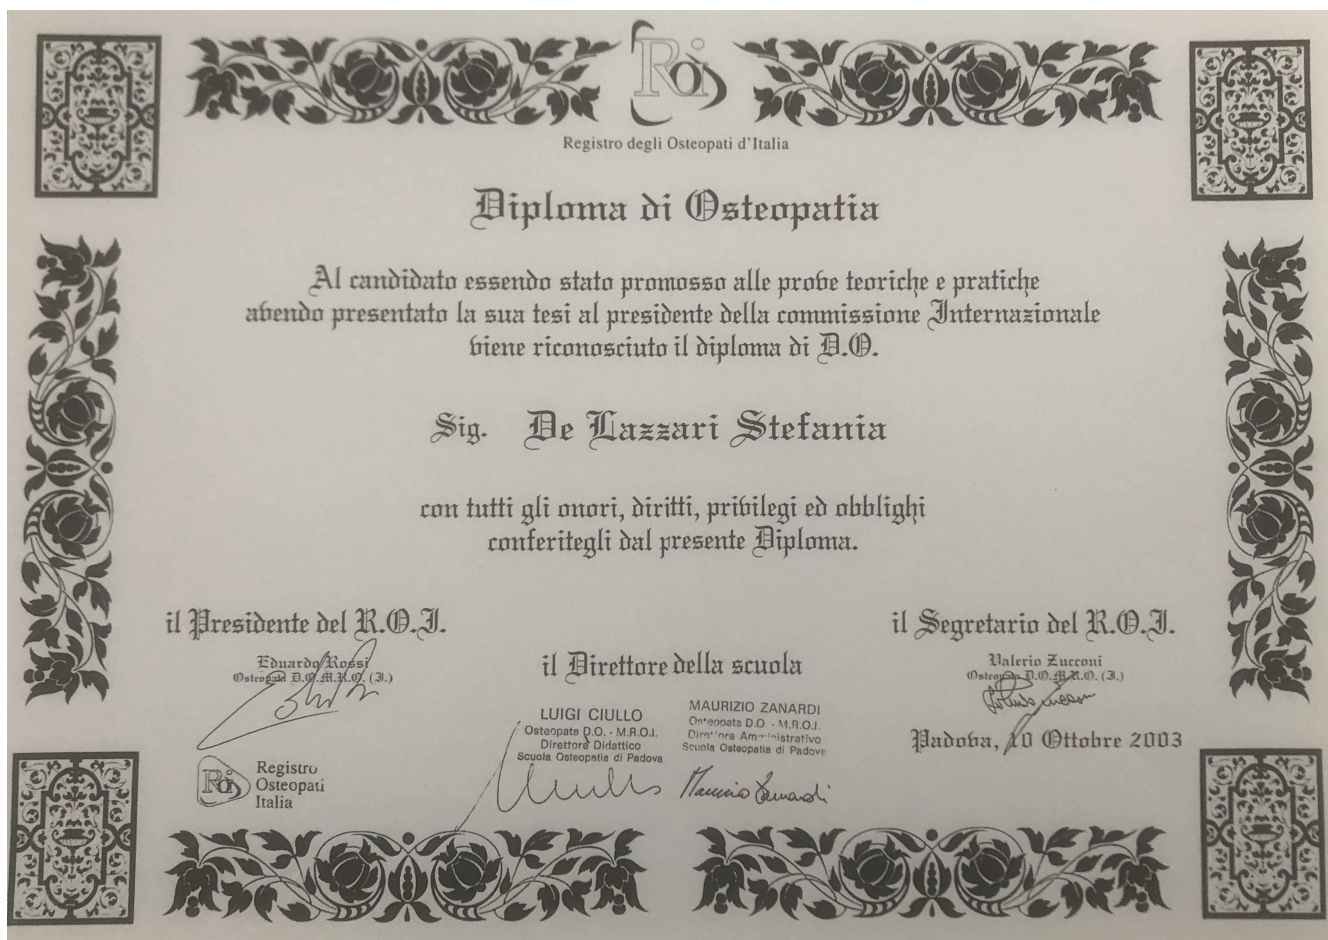 Roi
Registro degli Osteopati d'Italia
Diploma di Osteopatia
Al candidato essendo stato promosso alle prove teoriche e pratiche
avendo presentato la sua tesi al presidente della commissione Internazionale
viene riconosciuto il diploma di D.O.
Sig. De Lazzari Stefania
con tutti gli onori, diritti, privilegi ed obblighi
conferitegli dal presente Diploma.
il Presidente del R.O.I.
Eduardo Rossi
Osteopata D.O.M.R.O. (I.)
il Segretario del R.O.I.
Valerio Zucconi
Osteopata D.O.M.R.O. (I.)
il Direttore della scuola
LUIGI CIULLO
Osteopata D.O. - M.R.O.I.
Direttore Didattico
Scuola Osteopatia di Padova
MAURIZIO ZANARDI
Osteopata D.O. - M.R.O.I.
Direttore Amministrativo
Scuola Osteopatia di Padova
Maurizio Zanardi
Padova, 10 Ottobre 2003
Roi
Registro
Osteopati
Italia